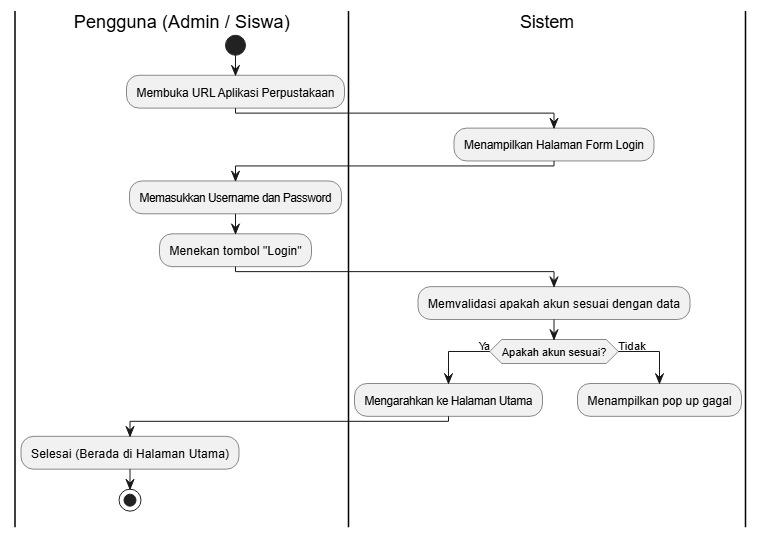 Pengguna (Admin / Siswa)
Sistem
Membuka URL Aplikasi Perpustakaan
Menampilkan Halaman Form Login
Memasukkan Username dan Password
Menekan tombol "Login"
Memvalidasi apakah akun sesuai dengan data
Ya
Apakah akun sesuai?
Tidak
Mengarahkan ke Halaman Utama
Menampilkan pop up gagal
Selesai (Berada di Halaman Utama)